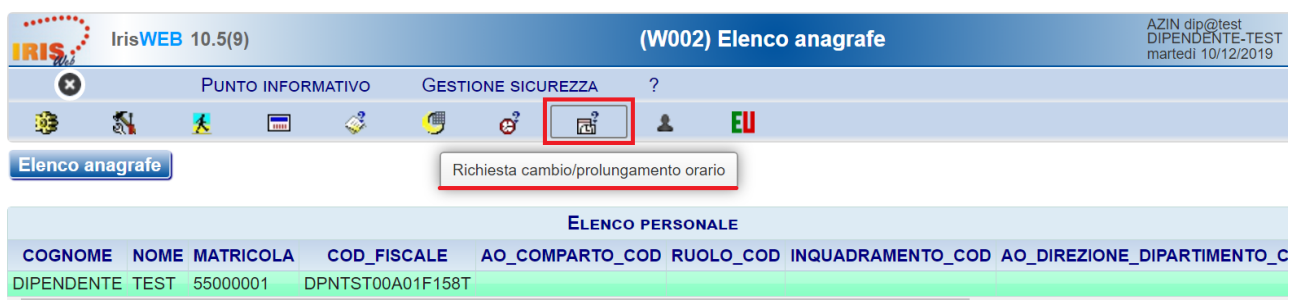 AZIN dip@test
IRIS Web IrisWEB 10.5(9) (W002) Elenco anagrafe DIPENDENTE-TEST
martedì 10/12/2019
PUNTO INFORMATIVO GESTIONE SICUREZZA ?
EU
Elenco anagrafe
Richiesta cambio/prolungamento orario
ELENCO PERSONALE
COGNOME NOME MATRICOLA COD_FISCALE AO_COMPARTO_COD RUOLO_COD INQUADRAMENTO_COD AO_DIREZIONE_DIPARTIMENTO_C
DIPENDENTE TEST 55000001 DPNTST00A01F158T